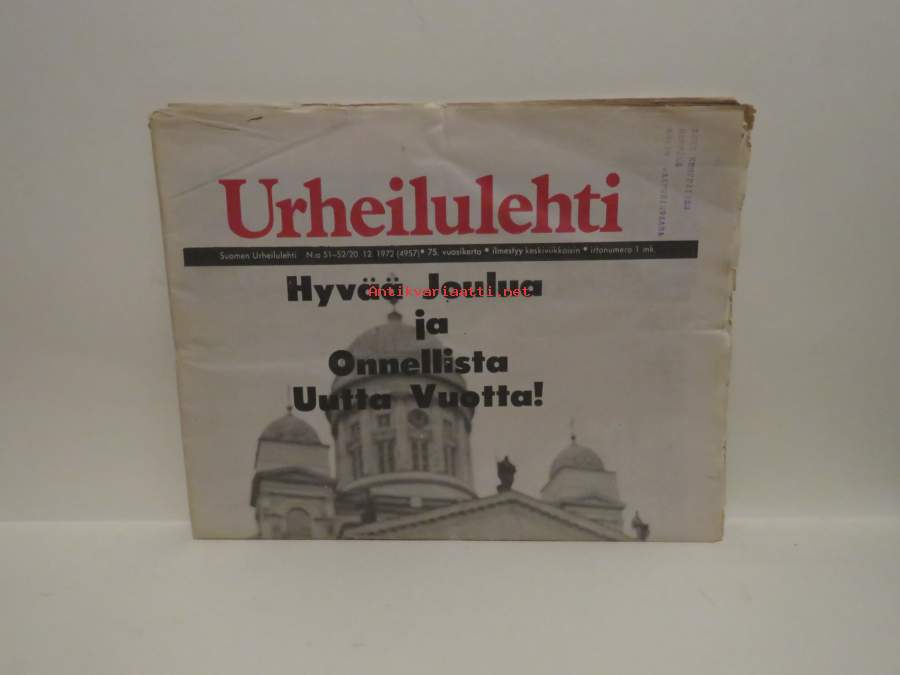 Urheilulehti
Suomen Urheilulehti N:o 51–52/20. 12. 1972 (4957) • 75. vuosikerta • ilmestyy keskiviikkoisin • irtonumero 1 mk.
Hyvää Joulua
Antikvariaatti.net
ja
Onnellista
Uutta Vuotta!